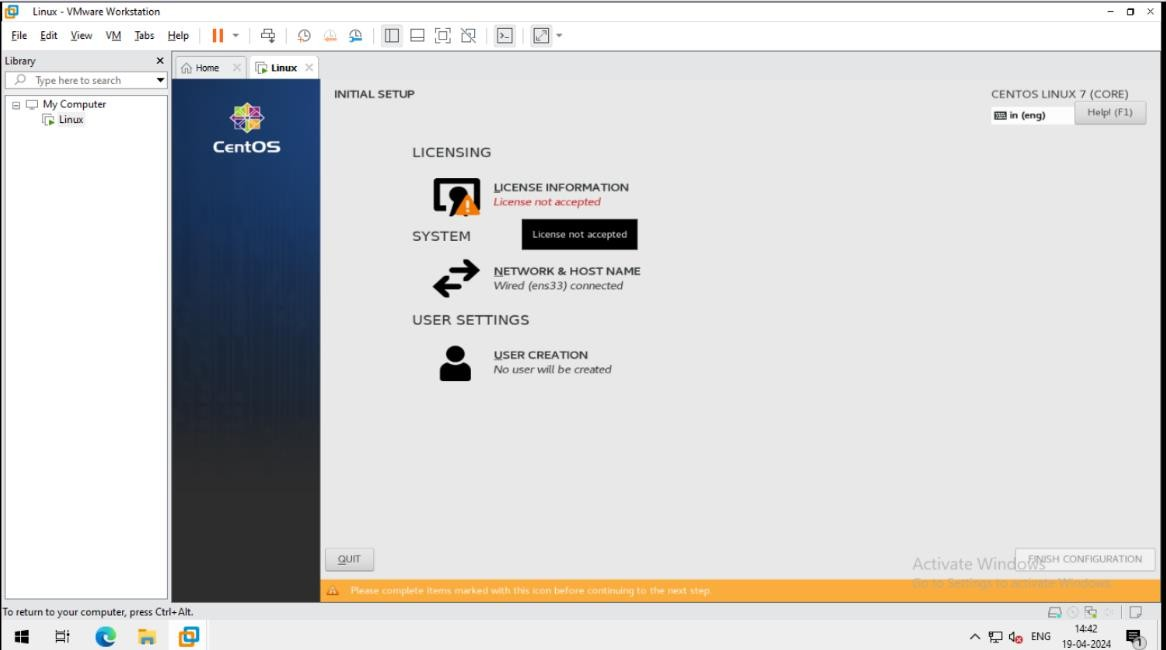 Linux - VMware Workstation
File Edit View VM Tabs Help
Library
Type here to search
My Computer
Linux
Home
Linux
CentOS
INITIAL SETUP
CENTOS LINUX 7 (CORE)
in (eng)
Help! (F1)
LICENSING
LICENSE INFORMATION
License not accepted
License not accepted
SYSTEM
NETWORK & HOST NAME
Wired (ens33) connected
USER SETTINGS
USER CREATION
No user will be created
QUIT
FINISH CONFIGURATION
Activate Windows
Go to Settings to activate Windows.
Please complete items marked with this icon before continuing to the next step.
To return to your computer, press Ctrl+Alt.
ENG
14:42
19-04-2024
1